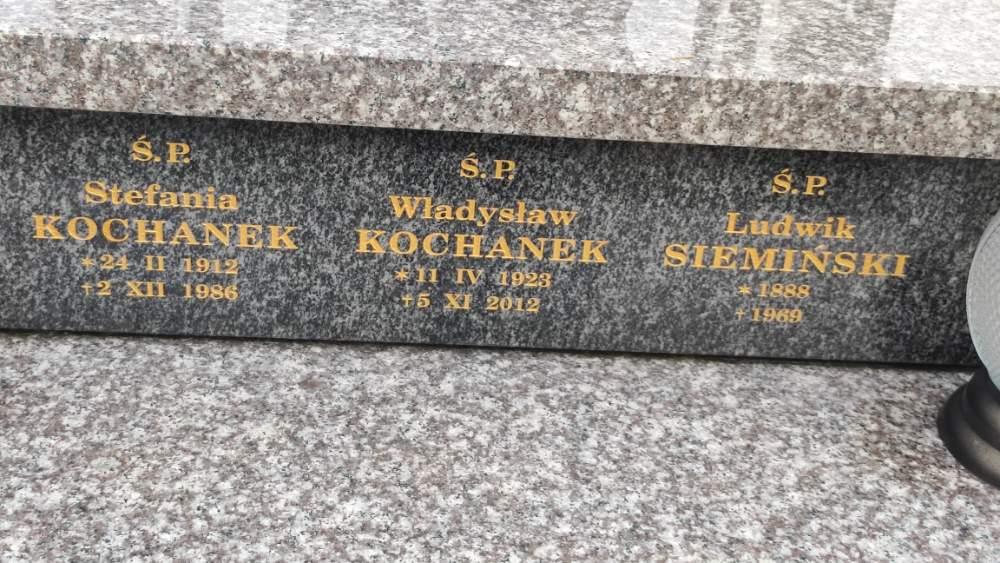 Ś.P.
Stefania
KOCHANEK
*24 II 1912
†2 XII 1986
Ś.P.
Władysław
KOCHANEK
*11 IV 1923
†5 XI 2012
Ś.P.
Ludwik
SIEMIŃSKI
*1888
†1969